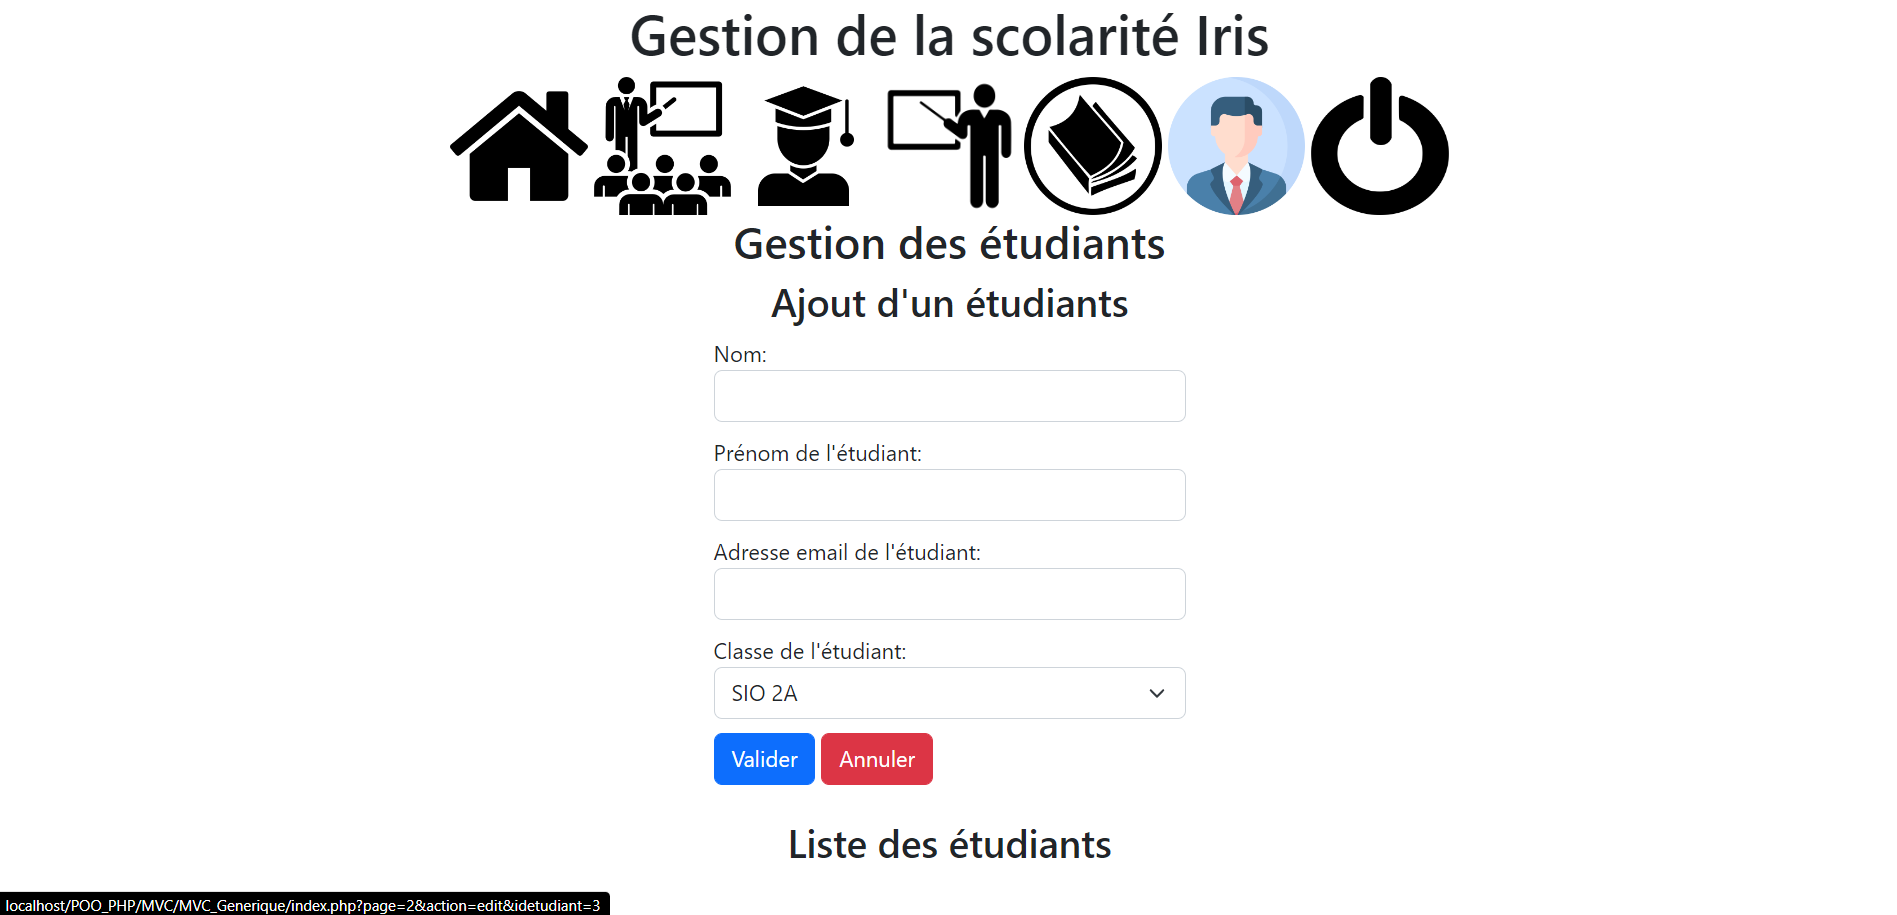 Gestion de la scolarité Iris
Gestion des étudiants
Ajout d'un étudiants
Nom:
Prénom de l'étudiant:
Adresse email de l'étudiant:
Classe de l'étudiant:
SIO 2A
Valider Annuler
Liste des étudiants
localhost/POO_PHP/MVC/MVC_Generique/index.php?page=2&action=edit&idetudiant=3